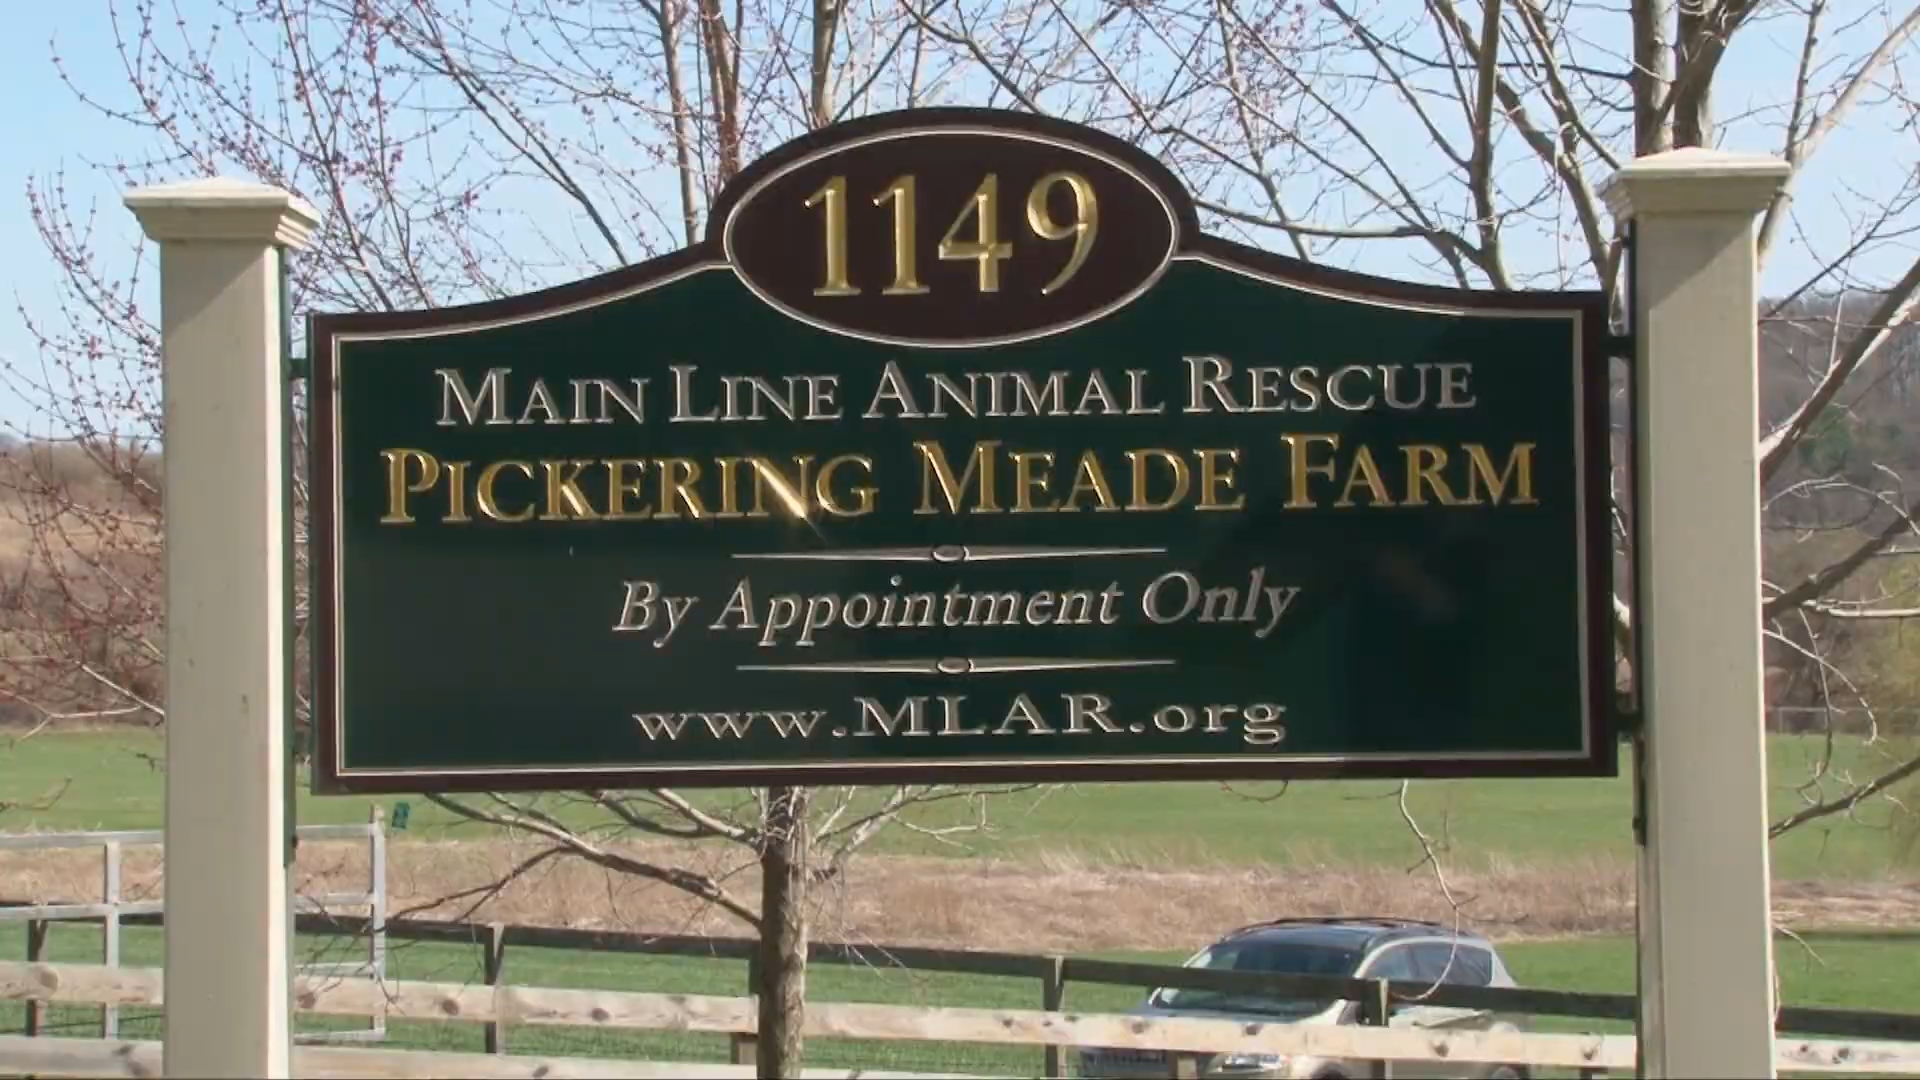 1149
MAIN LINE ANIMAL RESCUE
PICKERING MEADE FARM
By Appointment Only
www.MLAR.org